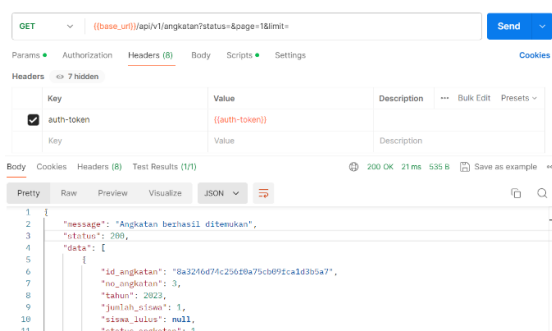 GET {{base_url}}/api/v1/angkatan?status=&page=1&limit= Send
Params Authorization Headers (8) Body Scripts Settings Cookies
Headers 7 hidden
Key Value Description Bulk Edit Presets
auth-token {{auth-token}}
Key Value Description
Body Cookies Headers (8) Test Results (1/1) 200 OK 21 ms 535 B Save as example
Pretty Raw Preview Visualize JSON
1 {
2 "message": "Angkatan berhasil ditemukan",
3 "status": 200,
4 "data": [
5 {
6 "id_angkatan": "8a3246d74c256f0a75cb09fca1d3b5a7",
7 "no_angkatan": 3,
8 "tahun": 2023,
9 "jumlah_siswa": 1,
10 "siswa_lulus": null,
11 "status_angkatan": 1